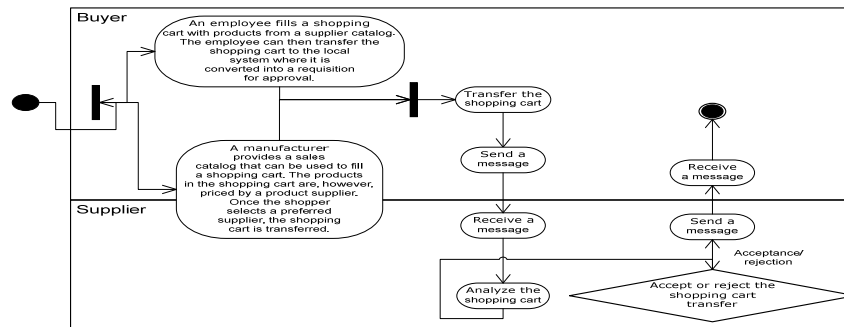 Buyer
An employee fills a shopping
cart with products from a supplier catalog.
The employee can then transfer the
shopping cart to the local
system where it is
converted into a requisition
for approval.
Transfer the
shopping cart
A manufacturer
provides a sales
catalog that can be used to fill
a shopping cart. The products
in the shopping cart are, however,
priced by a product supplier.
Once the shopper
selects a preferred
supplier, the shopping
cart is transferred.
Send a
message
Receive
a message
Supplier
Receive a
message
Send a
message
Acceptance/
rejection
Analyze the
shopping cart
Accept or reject the
shopping cart
transfer